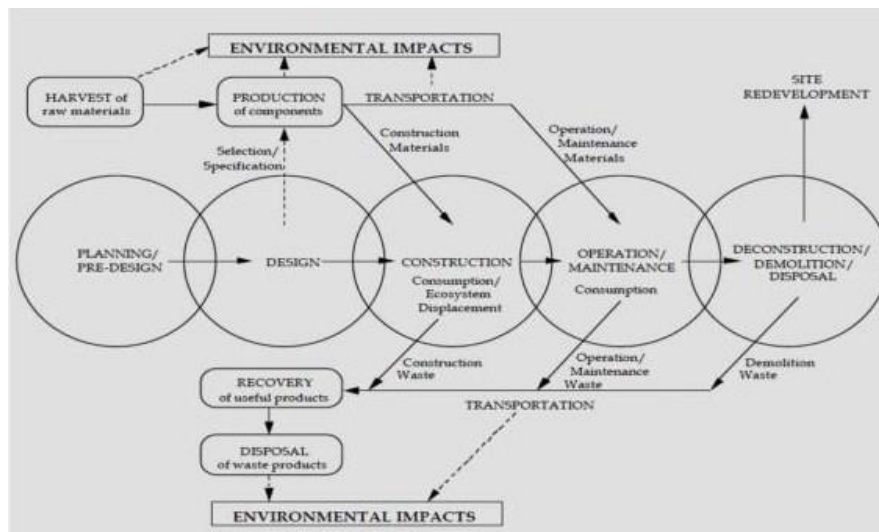 ENVIRONMENTAL IMPACTS
HARVEST of
raw materials
PRODUCTION
of components
TRANSPORTATION
SITE
REDEVELOPMENT
Selection/
Specification
Construction
Materials
Operation/
Maintenance
Materials
PLANNING/
PRE-DESIGN
DESIGN
CONSTRUCTION
Consumption/
Ecosystem
Displacement
OPERATION/
MAINTENANCE
Consumption
DECONSTRUCTION/
DEMOLITION/
DISPOSAL
Construction
Waste
Operation/
Maintenance
Waste
Demolition
Waste
RECOVERY
of useful products
TRANSPORTATION
DISPOSAL
of waste products
ENVIRONMENTAL IMPACTS